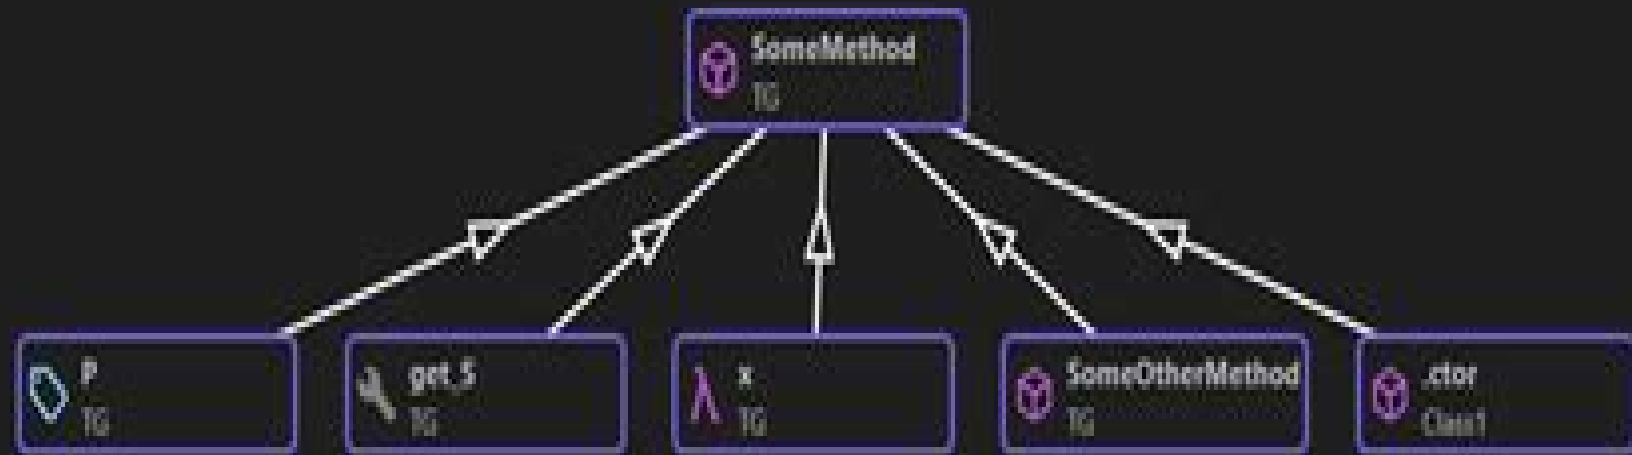 SomeMethod
TG
P
TG
get_S
TG
x
TG
SomeOtherMethod
TG
.ctor
Class1